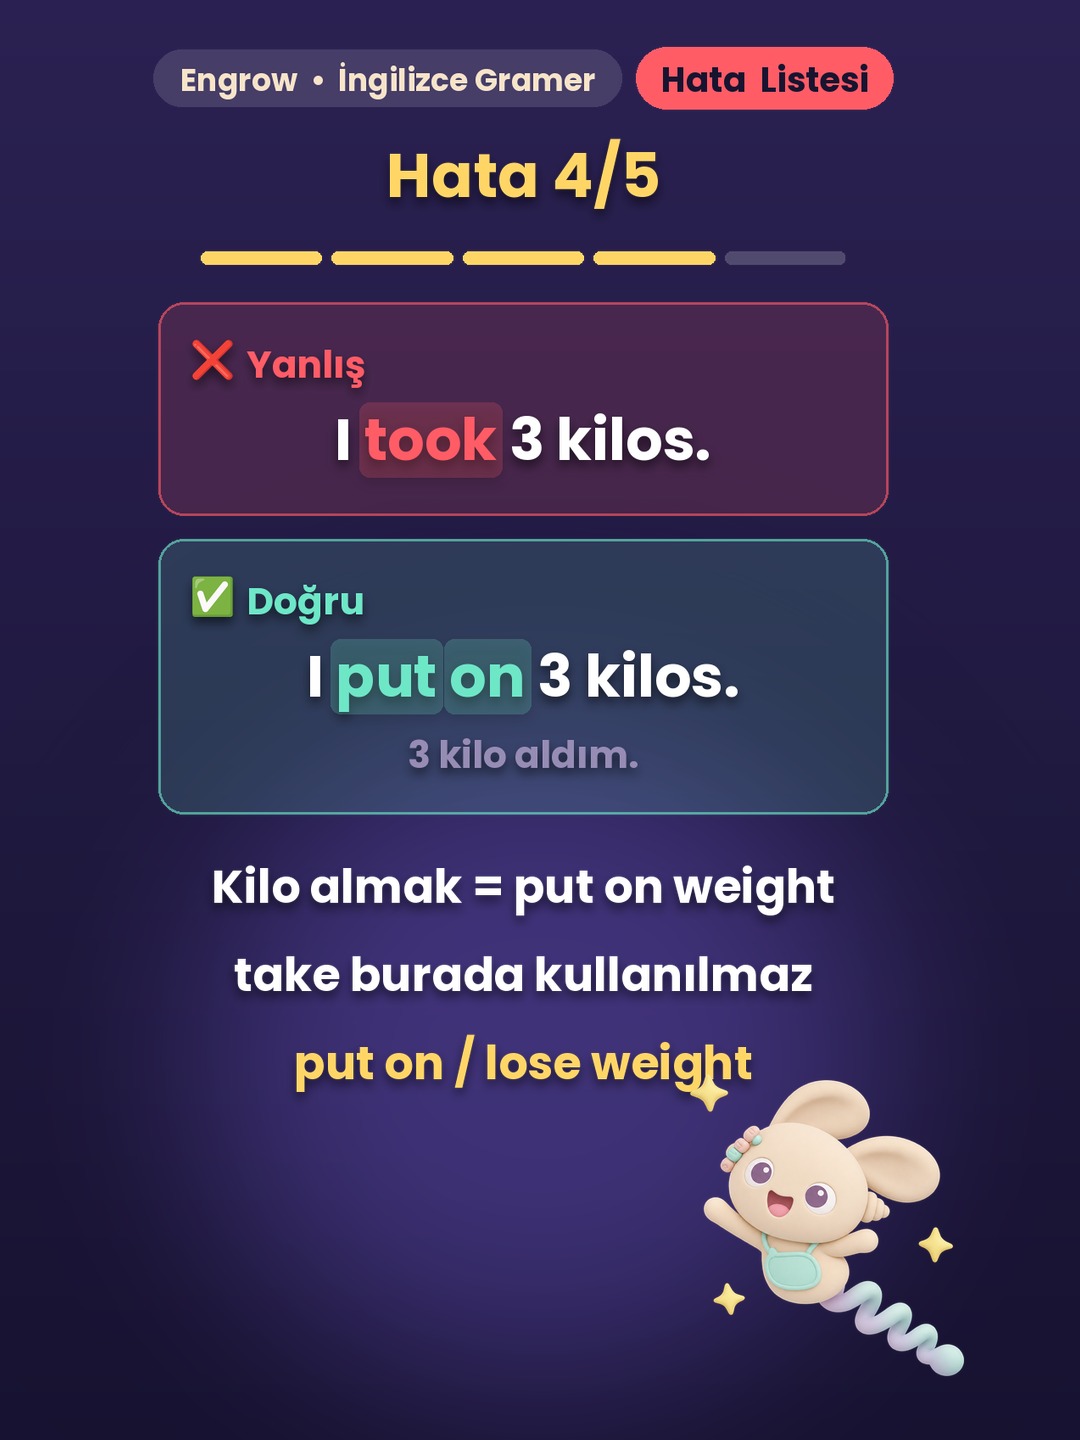 Engrow • İngilizce Gramer
Hata Listesi
Hata 4/5
❌ Yanlış
I took 3 kilos.
✅ Doğru
I put on 3 kilos.
3 kilo aldım.
Kilo almak = put on weight
take burada kullanılmaz
put on / lose weight